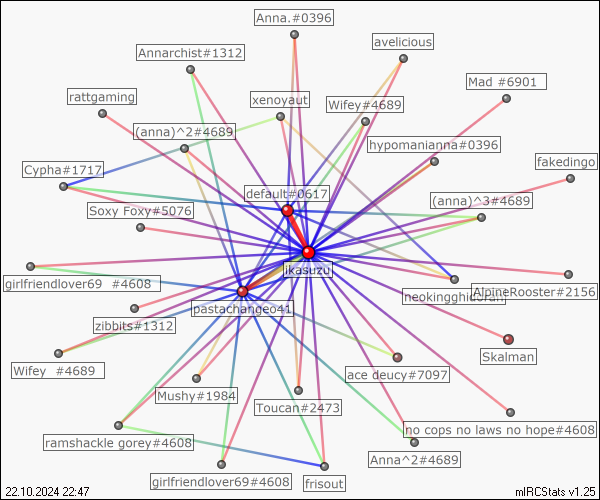 Anna.#0396
avelicious
Annarchist#1312
Mad #6901
rattgaming
xenoyaut
Wifey#4689
(anna)^2#4689
hypomanianna#0396
fakedingo
Cypha#1717
default#0617
(anna)^3#4689
Soxy Foxy#5076
likasuzu
girlfriendlover69 #4608
neokingghidorah
AlpineRooster#2156
pastachangeo41
zibbits#1312
Skalman
Wifey #4689
ace deucy#7097
Mushy#1984
Toucan#2473
no cops no laws no hope#4608
ramshackle gorey#4608
Anna^2#4689
girlfriendlover69#4608
frisout
22.10.2024 22:47
mIRCStats v1.25